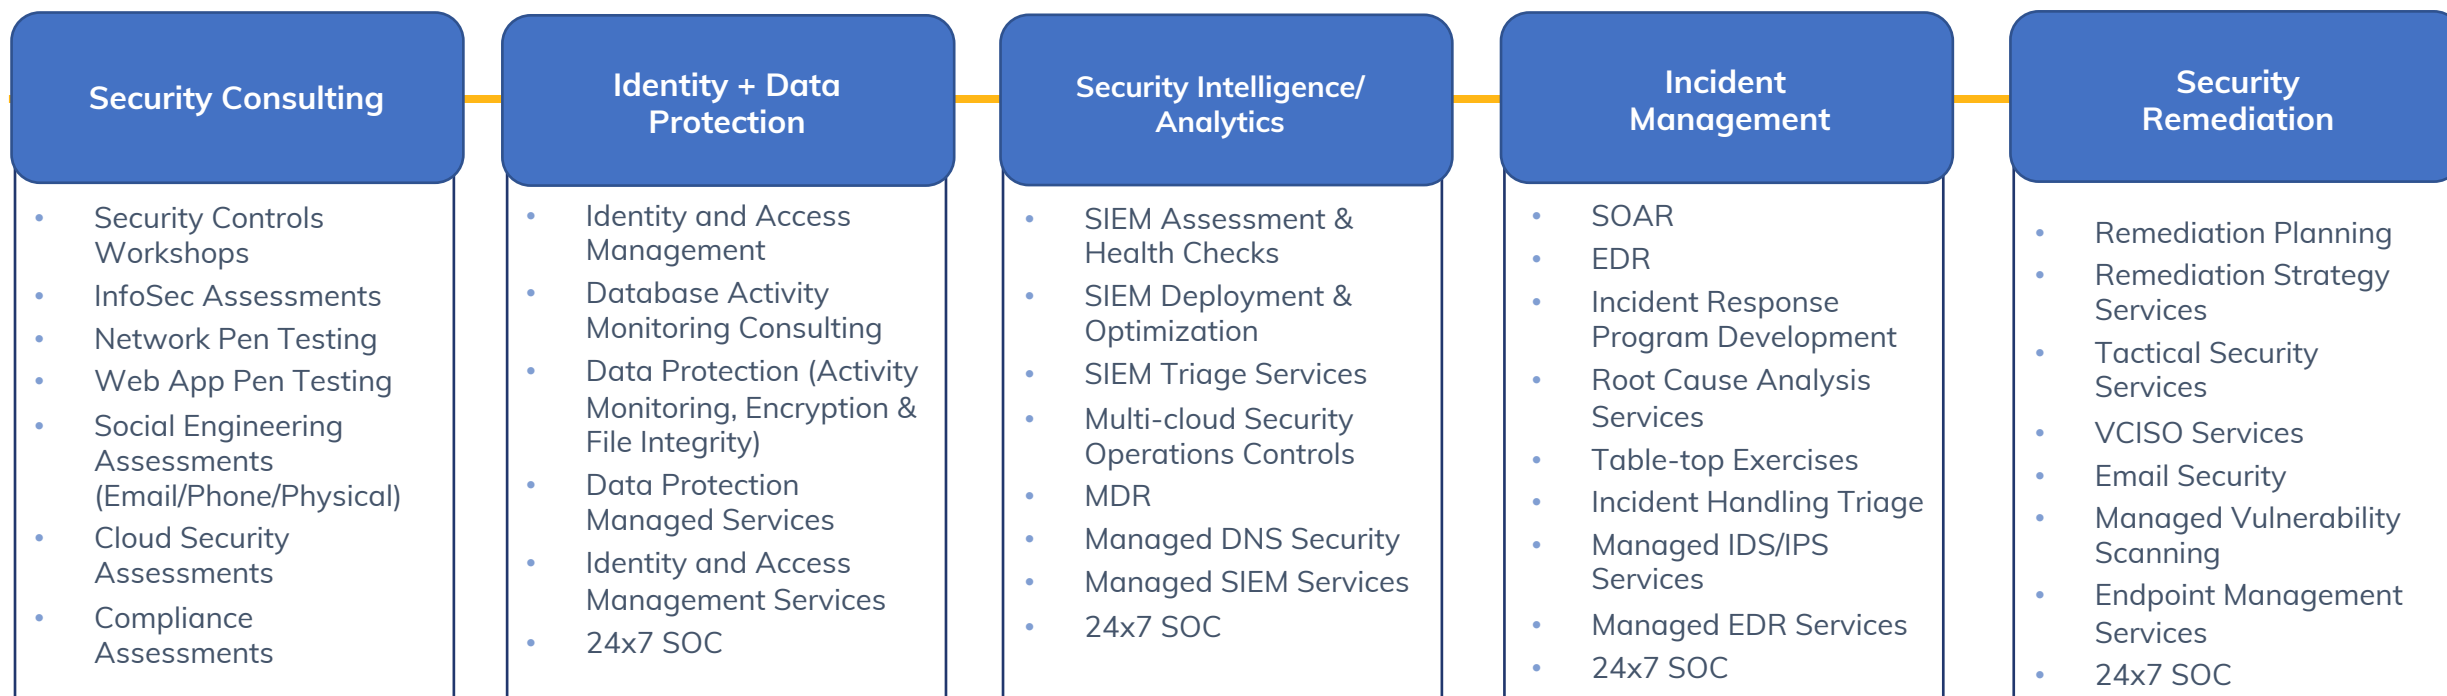 Security Consulting
• Security Controls
Workshops
• InfoSec Assessments
• Network Pen Testing
• Web App Pen Testing
• Social Engineering
Assessments
(Email/Phone/Physical)
• Cloud Security
Assessments
• Compliance
Assessments
Identity + Data
Protection
• Identity and Access
Management
• Database Activity
Monitoring Consulting
• Data Protection (Activity
Monitoring, Encryption &
File Integrity)
• Data Protection
Managed Services
• Identity and Access
Management Services
• 24x7 SOC
Security Intelligence/
Analytics
• SIEM Assessment &
Health Checks
• SIEM Deployment &
Optimization
• SIEM Triage Services
• Multi-cloud Security
Operations Controls
• MDR
• Managed DNS Security
• Managed SIEM Services
• 24x7 SOC
Incident
Management
• SOAR
• EDR
• Incident Response
Program Development
• Root Cause Analysis
Services
• Table-top Exercises
• Incident Handling Triage
• Managed IDS/IPS
Services
• Managed EDR Services
• 24x7 SOC
Security
Remediation
• Remediation Planning
• Remediation Strategy
Services
• Tactical Security
Services
• VCISO Services
• Email Security
• Managed Vulnerability
Scanning
• Endpoint Management
Services
• 24x7 SOC